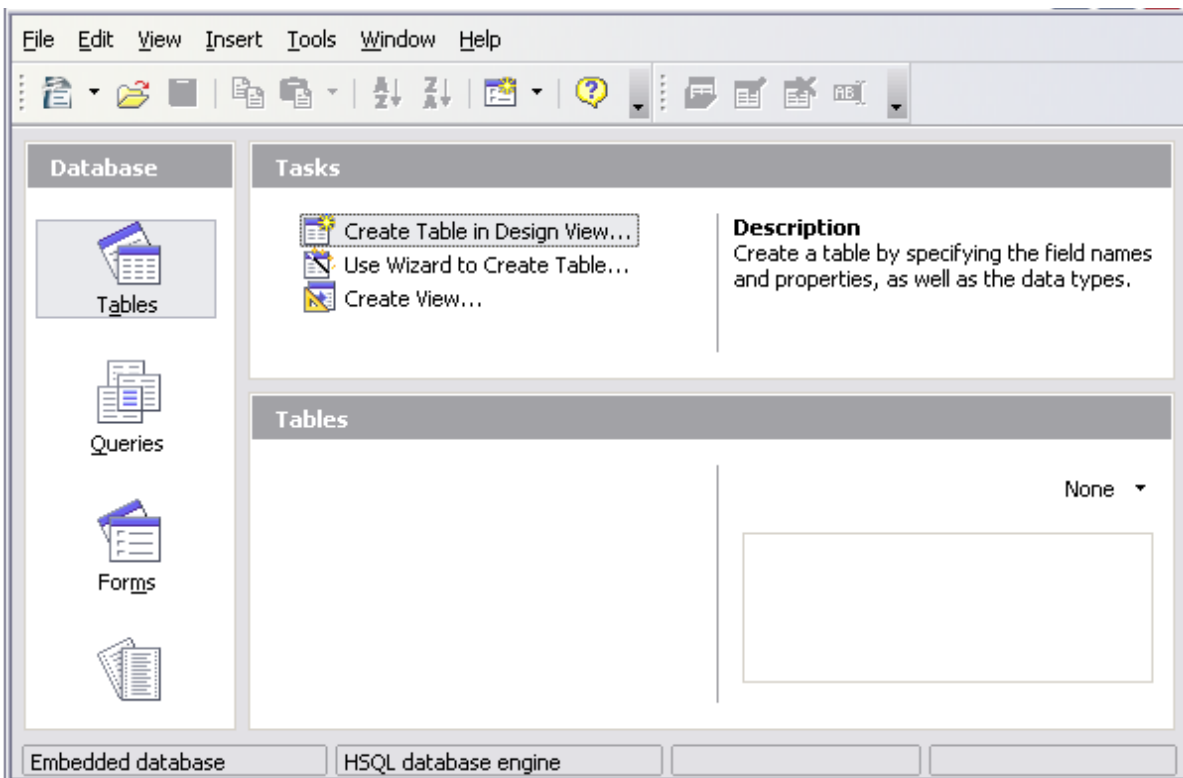 File Edit View Insert Tools Window Help
Database
Tables
Queries
Forms
Tasks
Create Table in Design View...
Use Wizard to Create Table...
Create View...
Description
Create a table by specifying the field names
and properties, as well as the data types.
Tables
None
Embedded database HSQL database engine